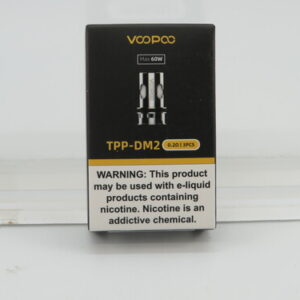 VOOPOO
Max 60W
TPP-DM2 0.2Ω | 3PCS
WARNING: This product
may be used with e-liquid
products containing
nicotine. Nicotine is an
addictive chemical.